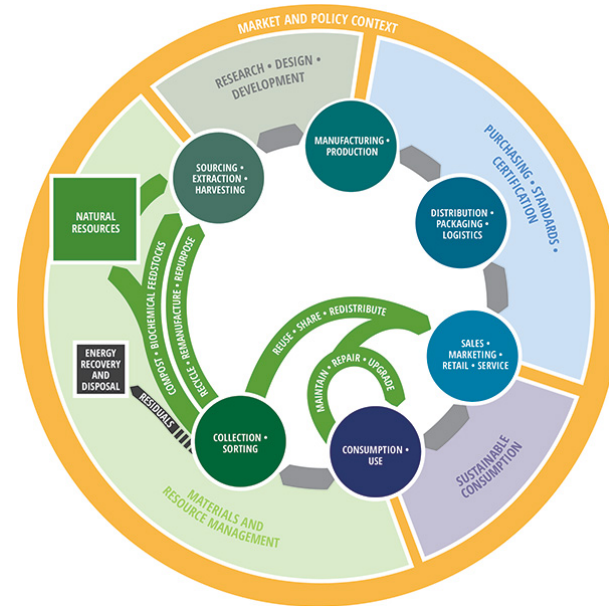 MARKET AND POLICY CONTEXT
RESEARCH • DESIGN •
DEVELOPMENT
MANUFACTURING •
PRODUCTION
PURCHASING • STANDARDS •
CERTIFICATION
SOURCING •
EXTRACTION •
HARVESTING
NATURAL
RESOURCES
DISTRIBUTION •
PACKAGING •
LOGISTICS
COMPOST • BIOCHEMICAL FEEDSTOCKS
RECYCLE • REMANUFACTURE • REPURPOSE
REUSE • SHARE • REDISTRIBUTE
MAINTAIN • REPAIR • UPGRADE
SALES •
MARKETING •
RETAIL • SERVICE
ENERGY
RECOVERY
AND
DISPOSAL
RESIDUALS
COLLECTION •
SORTING
CONSUMPTION •
USE
SUSTAINABLE
CONSUMPTION
MATERIALS AND
RESOURCE MANAGEMENT